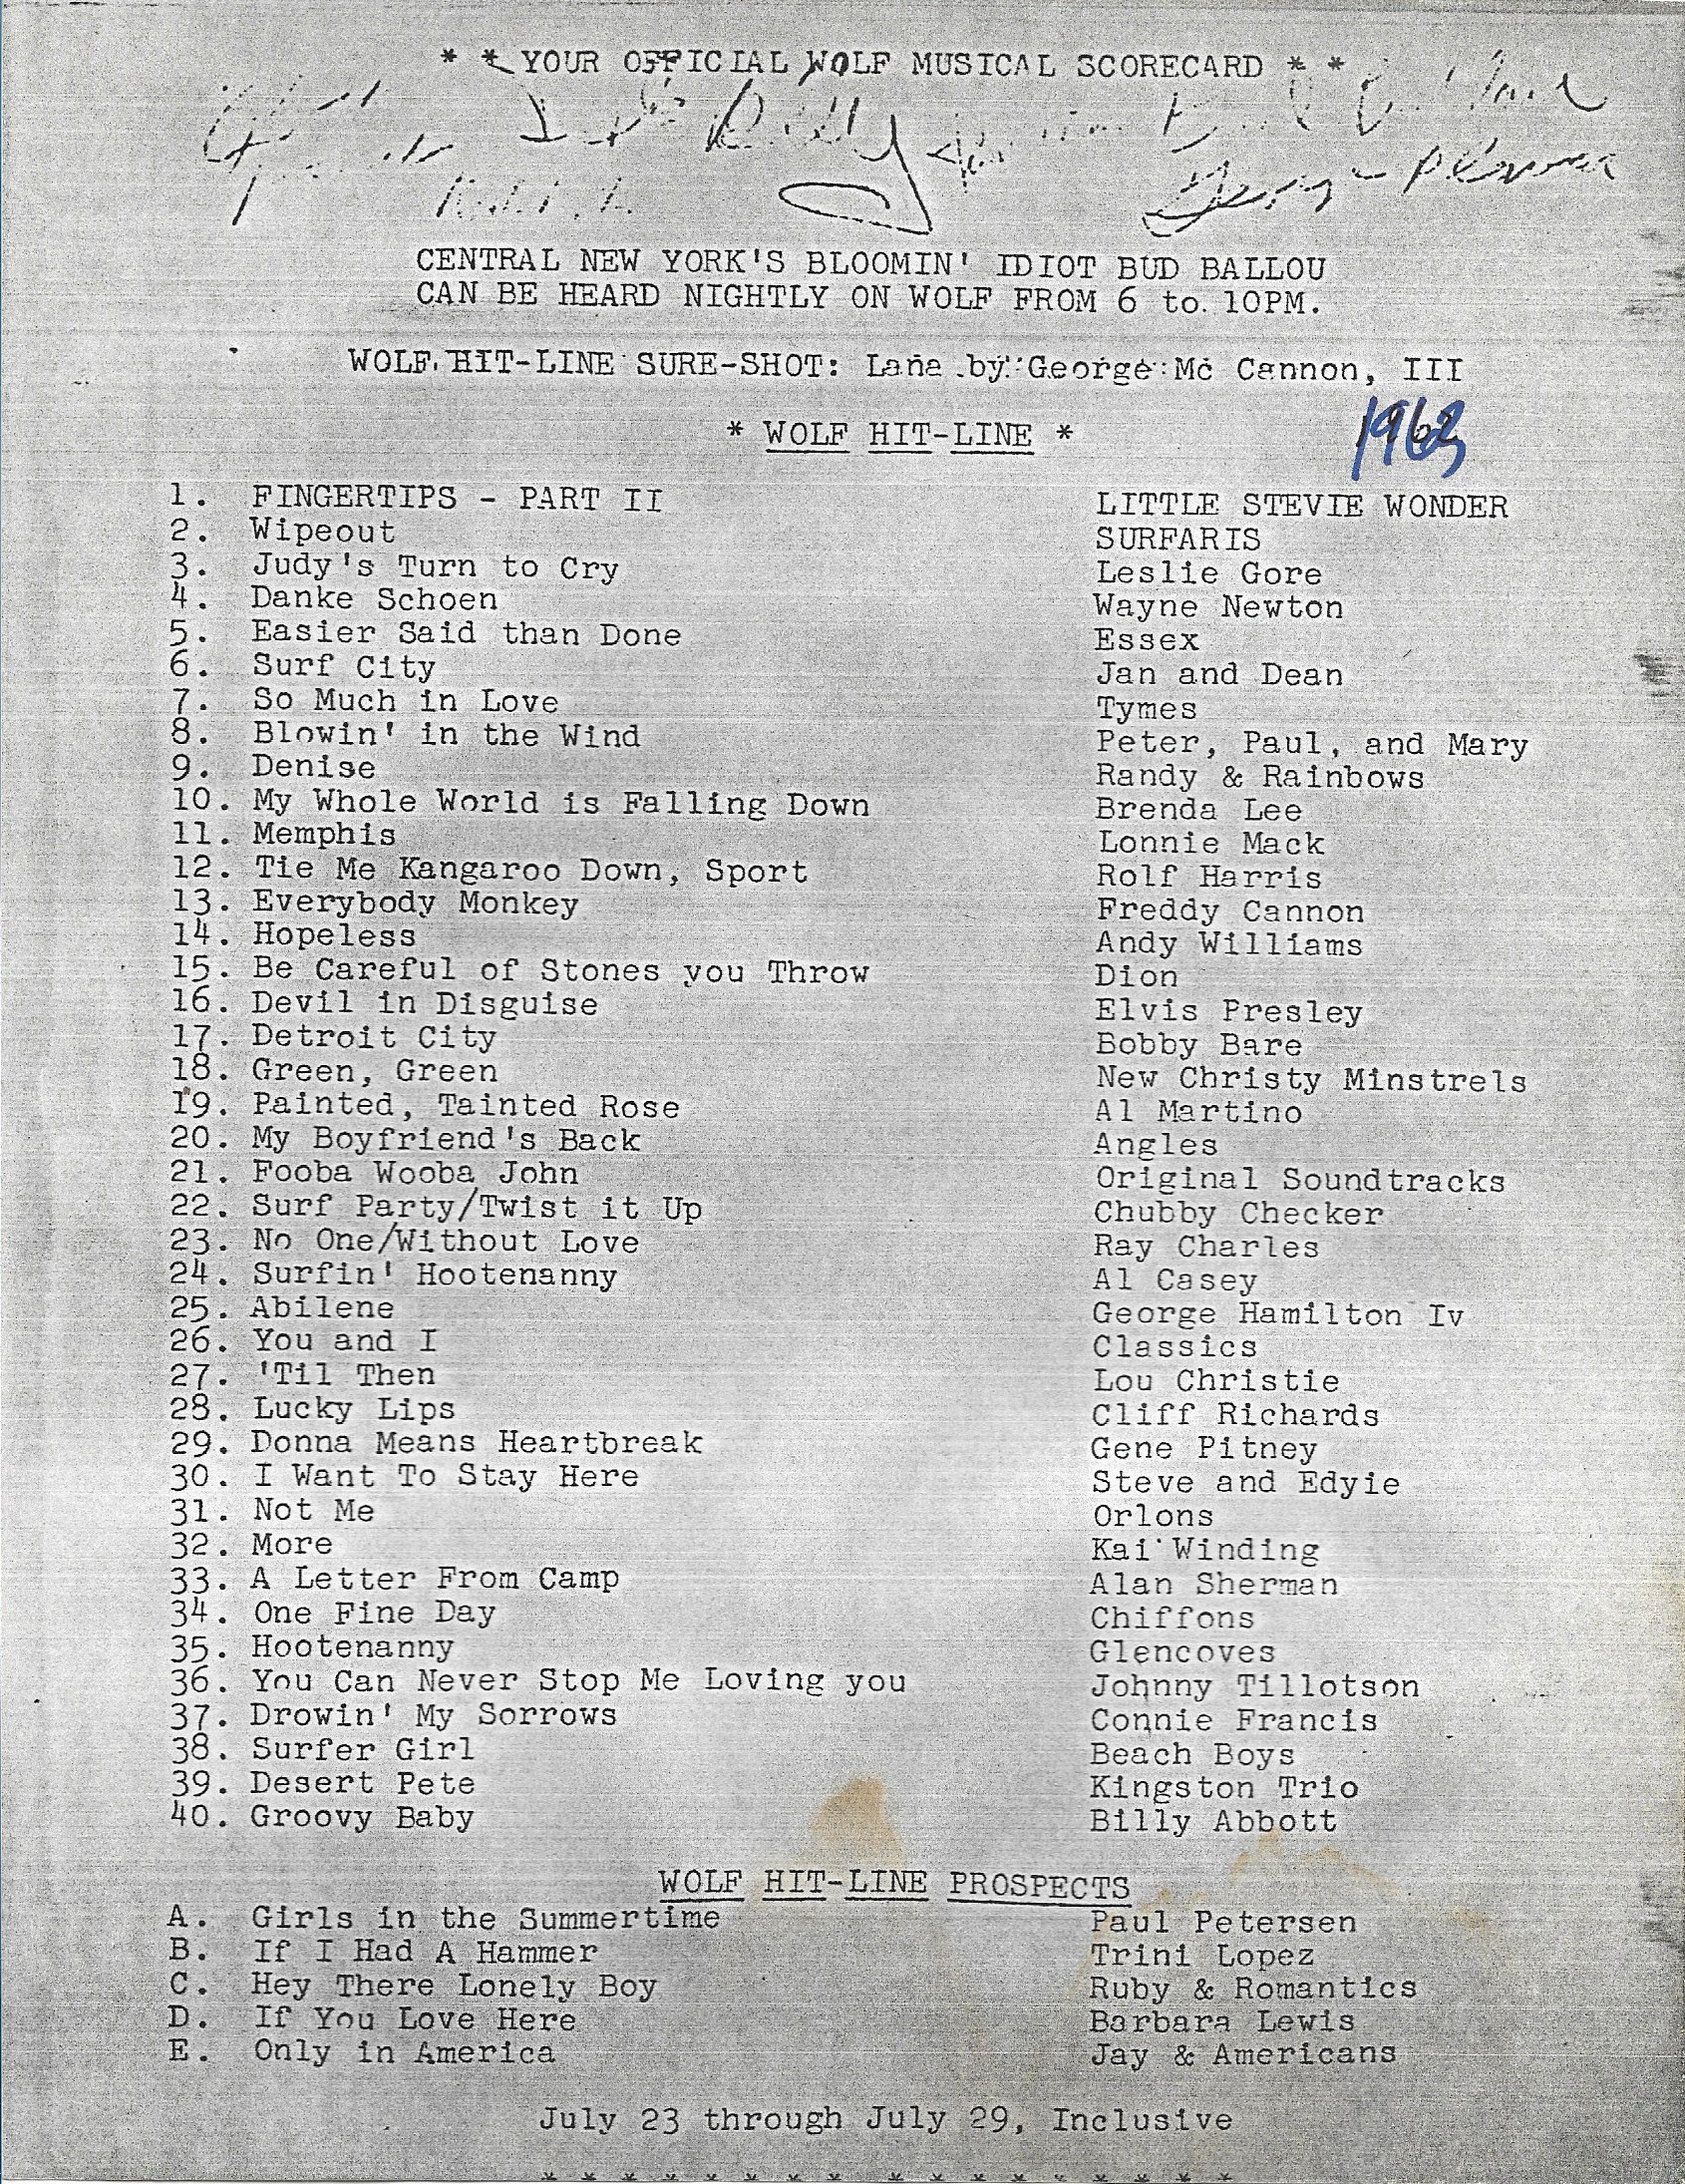 * * YOUR OFFICIAL WOLF MUSICAL SCORECARD * *
Billy
CENTRAL NEW YORK'S BLOOMIN' IDIOT BUD BALLOU
CAN BE HEARD NIGHTLY ON WOLF FROM 6 to 10PM.
WOLF HIT-LINE SURE-SHOT: Lana by George Mc Cannon, III
* WOLF HIT-LINE *
1963
1. FINGERTIPS - PART II LITTLE STEVIE WONDER
2. Wipeout SURFARIS
3. Judy's Turn to Cry Leslie Gore
4. Danke Schoen Wayne Newton
5. Easier Said than Done Essex
6. Surf City Jan and Dean
7. So Much in Love Tymes
8. Blowin' in the Wind Peter, Paul, and Mary
9. Denise Randy & Rainbows
10. My Whole World is Falling Down Brenda Lee
11. Memphis Lonnie Mack
12. Tie Me Kangaroo Down, Sport Rolf Harris
13. Everybody Monkey Freddy Cannon
14. Hopeless Andy Williams
15. Be Careful of Stones you Throw Dion
16. Devil in Disguise Elvis Presley
17. Detroit City Bobby Bare
18. Green, Green New Christy Minstrels
19. Painted, Tainted Rose Al Martino
20. My Boyfriend's Back Angles
21. Fooba Wooba John Original Soundtracks
22. Surf Party/Twist it Up Chubby Checker
23. No One/Without Love Ray Charles
24. Surfin' Hootenanny Al Casey
25. Abilene George Hamilton Iv
26. You and I Classics
27. 'Til Then Lou Christie
28. Lucky Lips Cliff Richards
29. Donna Means Heartbreak Gene Pitney
30. I Want To Stay Here Steve and Edyie
31. Not Me Orlons
32. More Kai Winding
33. A Letter From Camp Alan Sherman
34. One Fine Day Chiffons
35. Hootenanny Glencoves
36. You Can Never Stop Me Loving you Johnny Tillotson
37. Drowin' My Sorrows Connie Francis
38. Surfer Girl Beach Boys
39. Desert Pete Kingston Trio
40. Groovy Baby Billy Abbott
WOLF HIT-LINE PROSPECTS
A. Girls in the Summertime Paul Petersen
B. If I Had A Hammer Trini Lopez
C. Hey There Lonely Boy Ruby & Romantics
D. If You Love Here Barbara Lewis
E. Only in America Jay & Americans
July 23 through July 29, Inclusive
* * * * * * * * * * * * * * * * *